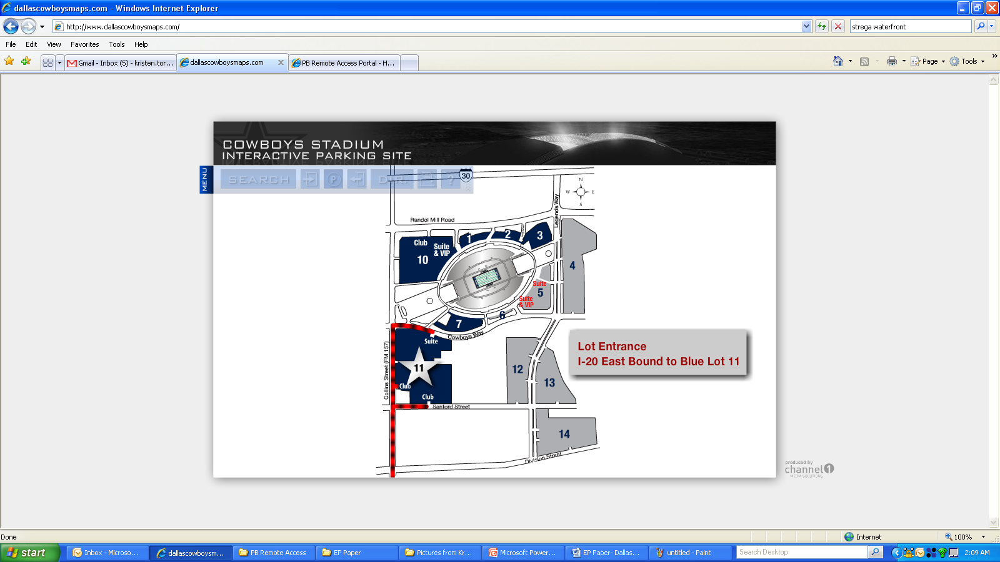 dallascowboysmaps.com - Windows Internet Explorer
http://www.dallascowboysmaps.com/
strega waterfront
File Edit View Favorites Tools Help
Gmail - Inbox (5) - kristen.tor...
dallascowboysmaps.com
PB Remote Access Portal - H...
Page
Tools
COWBOYS STADIUM
INTERACTIVE PARKING SITE
MENU
SEARCH
P
DIR.
?
30
N
W E
S
Legends Way
Randol Mill Road
Club
Suite
& VIP
10
1
2
3
4
Suite
5
Suite
& VIP
6
7
Cowboys Way
Suite
Collins Street (FM 157)
11
Club
Club
Sanford Street
12
13
14
Division Street
Lot Entrance
I-20 East Bound to Blue Lot 11
produced by
channel 1
MEDIA SOLUTIONS
Done
Internet
100%
start
Inbox - Microso...
dallascowboysm...
PB Remote Access
EP Paper
Pictures from Kr...
Microsoft Power...
EP Paper- Dallas...
untitled - Paint
Search Desktop
2:09 AM